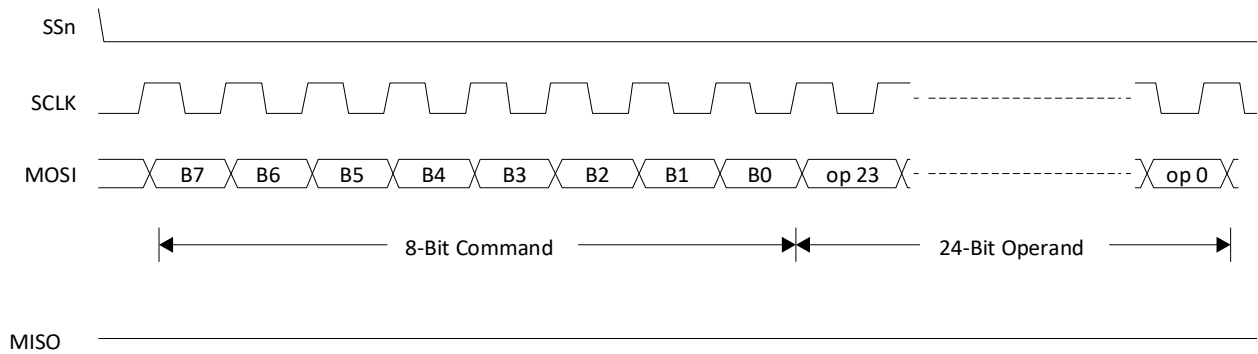 SSn
SCLK
MOSI B7 B6 B5 B4 B3 B2 B1 B0 op 23 op 0
8-Bit Command 24-Bit Operand
MISO